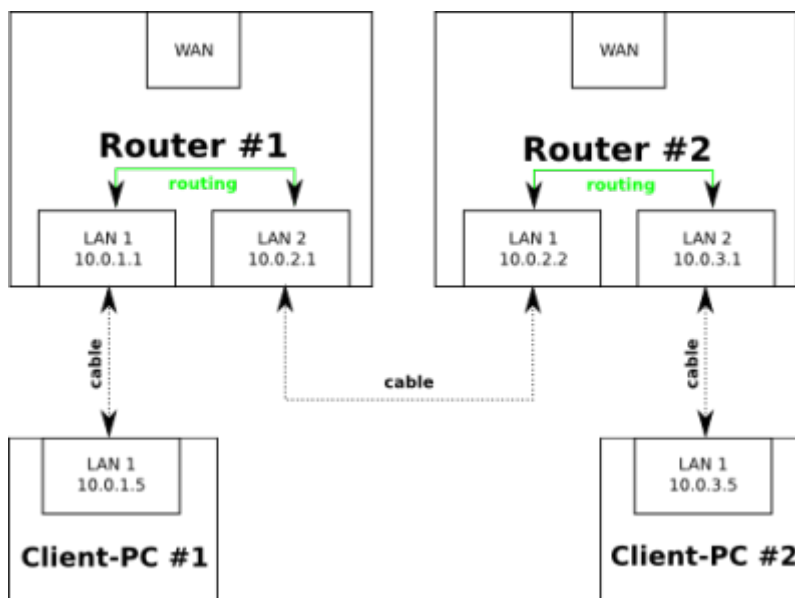 WAN
WAN
Router #1
Router #2
routing
routing
LAN 1
10.0.1.1
LAN 2
10.0.2.1
LAN 1
10.0.2.2
LAN 2
10.0.3.1
cable
cable
cable
LAN 1
10.0.1.5
LAN 1
10.0.3.5
Client-PC #1
Client-PC #2